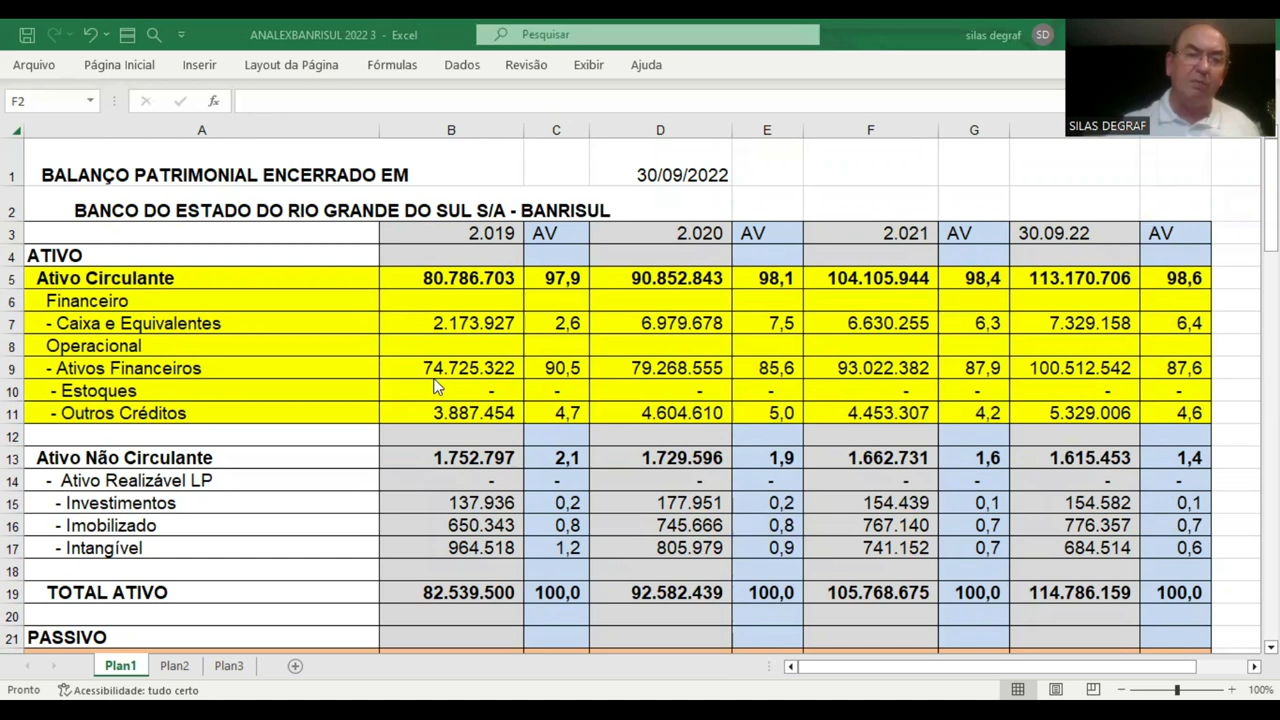 ANALEXBANRISUL 2022 3 - Excel
Pesquisar
silas degraf SD
Arquivo Página Inicial Inserir Layout da Página Fórmulas Dados Revisão Exibir Ajuda
SILAS DEGRAF
F2 fx
A B C D E F G
1 BALANÇO PATRIMONIAL ENCERRADO EM 30/09/2022
2 BANCO DO ESTADO DO RIO GRANDE DO SUL S/A - BANRISUL
3 2.019 AV 2.020 AV 2.021 AV 30.09.22 AV
4 ATIVO
5 Ativo Circulante 80.786.703 97,9 90.852.843 98,1 104.105.944 98,4 113.170.706 98,6
6 Financeiro
7 - Caixa e Equivalentes 2.173.927 2,6 6.979.678 7,5 6.630.255 6,3 7.329.158 6,4
8 Operacional
9 - Ativos Financeiros 74.725.322 90,5 79.268.555 85,6 93.022.382 87,9 100.512.542 87,6
10 - Estoques - - - - - - - -
11 - Outros Créditos 3.887.454 4,7 4.604.610 5,0 4.453.307 4,2 5.329.006 4,6
12
13 Ativo Não Circulante 1.752.797 2,1 1.729.596 1,9 1.662.731 1,6 1.615.453 1,4
14 - Ativo Realizável LP - - - - - - - -
15 - Investimentos 137.936 0,2 177.951 0,2 154.439 0,1 154.582 0,1
16 - Imobilizado 650.343 0,8 745.666 0,8 767.140 0,7 776.357 0,7
17 - Intangível 964.518 1,2 805.979 0,9 741.152 0,7 684.514 0,6
18
19 TOTAL ATIVO 82.539.500 100,0 92.582.439 100,0 105.768.675 100,0 114.786.159 100,0
20
21 PASSIVO
Plan1 Plan2 Plan3
Pronto Acessibilidade: tudo certo 100%